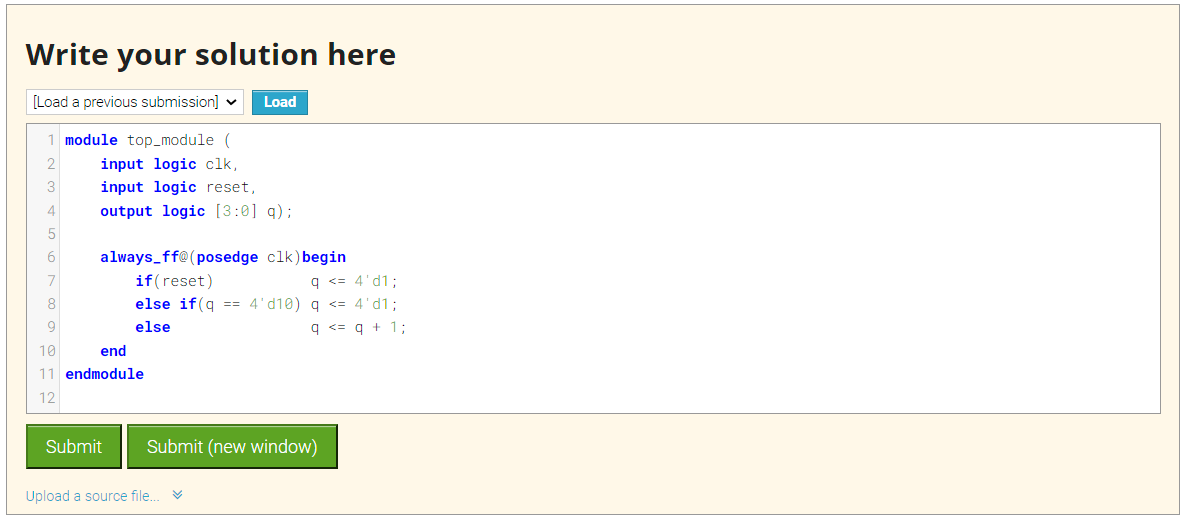 Write your solution here
[Load a previous submission] Load
1 module top_module (
2     input logic clk,
3     input logic reset,
4     output logic [3:0] q);
5
6     always_ff@(posedge clk)begin
7         if(reset)           q <= 4'd1;
8         else if(q == 4'd10) q <= 4'd1;
9         else                q <= q + 1;
10     end
11 endmodule
12
Submit Submit (new window)
Upload a source file...